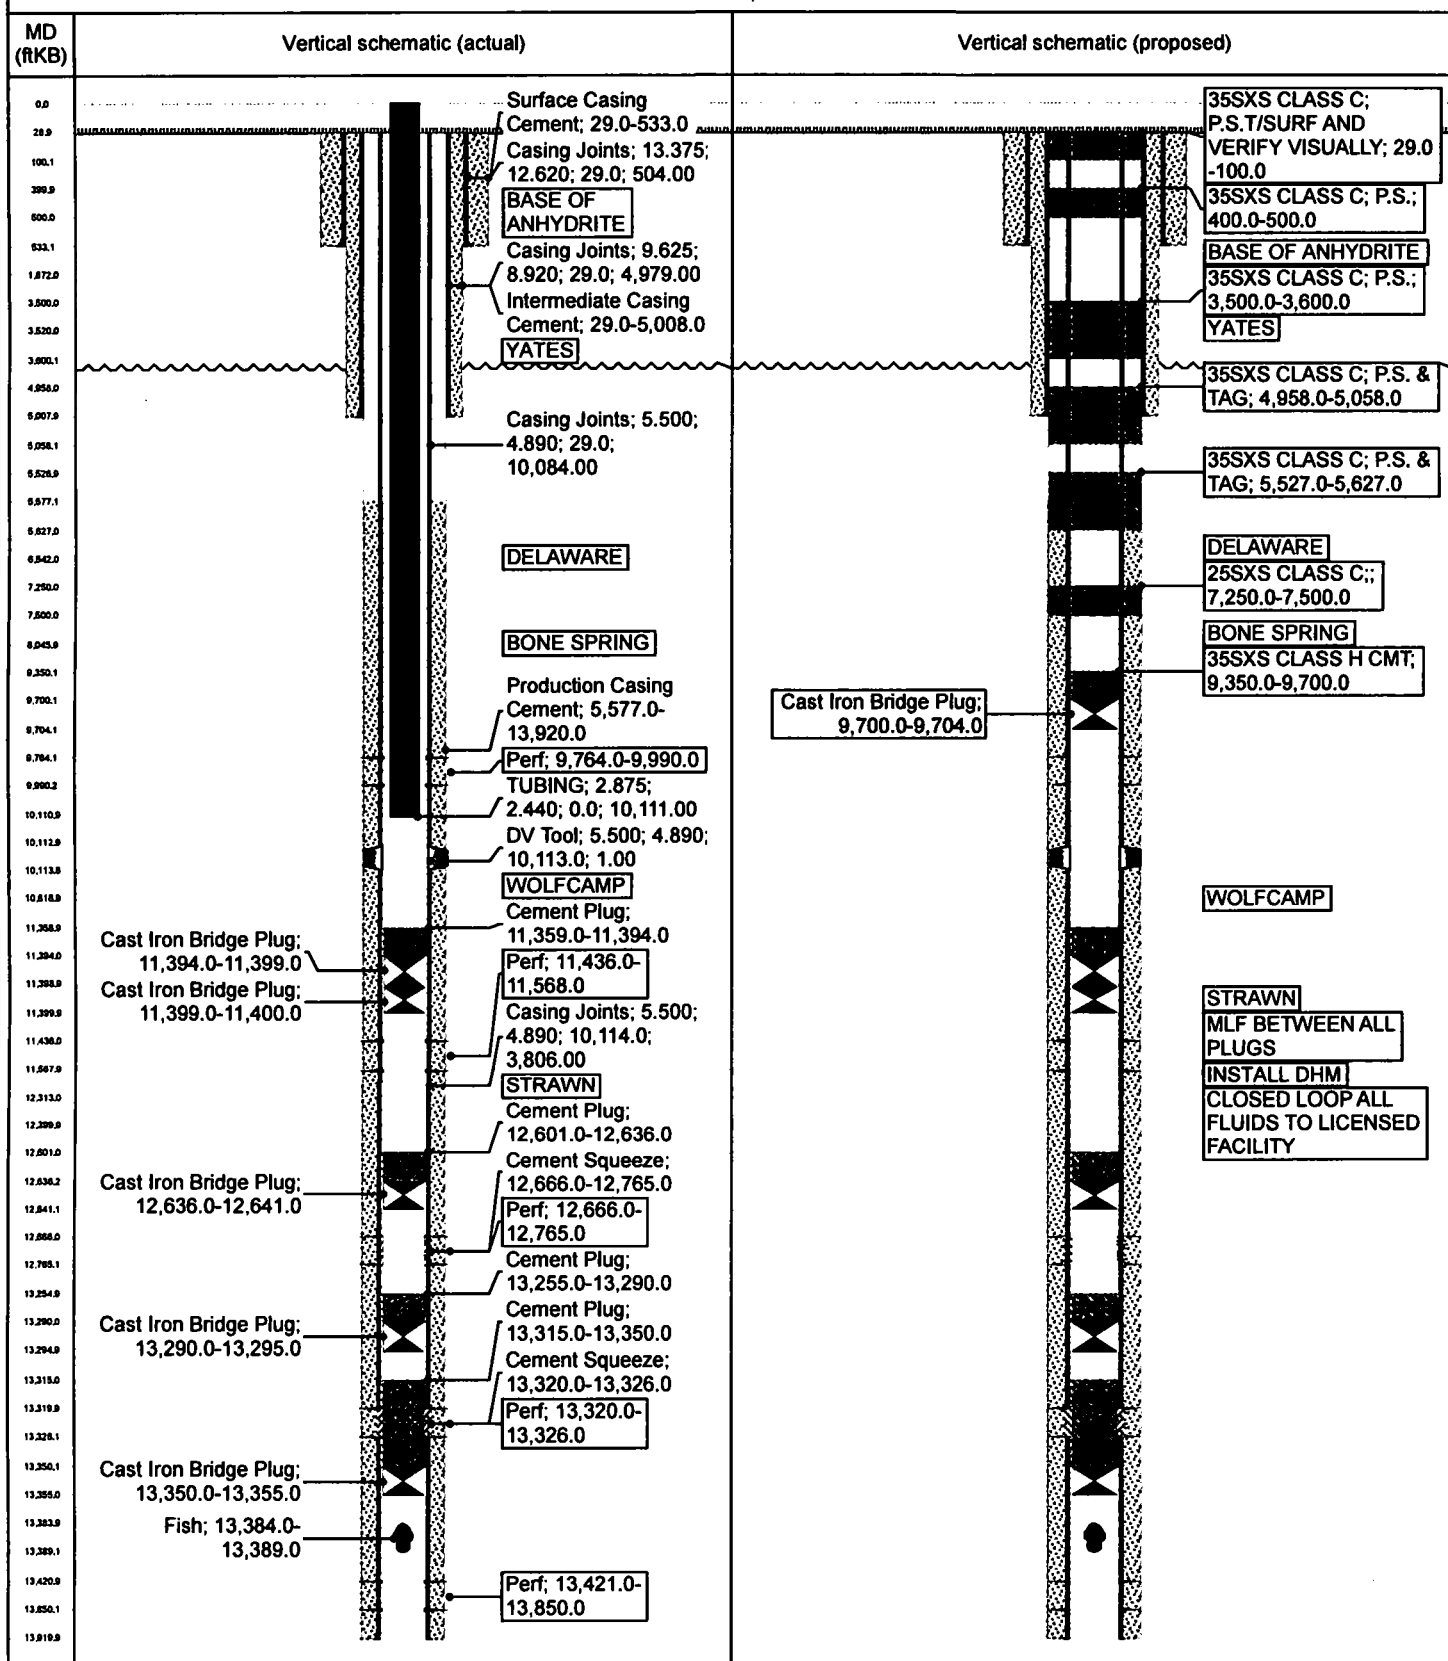 MD
(ftKB)
Vertical schematic (actual)
Vertical schematic (proposed)
0.0
28.9
100.1
399.9
500.0
533.1
1,872.0
3,500.0
3,520.0
3,600.1
4,958.0
5,007.9
5,058.1
5,526.9
5,577.1
5,627.0
6,542.0
7,250.0
7,500.0
8,045.9
9,350.1
9,700.1
9,704.1
9,764.1
9,990.2
10,110.9
10,112.9
10,113.8
10,618.9
11,358.9
11,394.0
11,398.9
11,399.9
11,436.0
11,567.9
12,313.0
12,399.9
12,601.0
12,636.2
12,641.1
12,666.0
12,765.1
13,254.9
13,290.0
13,294.9
13,315.0
13,319.9
13,326.1
13,350.1
13,355.0
13,383.9
13,389.1
13,420.9
13,850.1
13,919.9
Surface Casing
Cement; 29.0-533.0
Casing Joints; 13.375;
12.620; 29.0; 504.00
BASE OF
ANHYDRITE
Casing Joints; 9.625;
8.920; 29.0; 4,979.00
Intermediate Casing
Cement; 29.0-5,008.0
YATES
Casing Joints; 5.500;
4.890; 29.0;
10,084.00
DELAWARE
BONE SPRING
Production Casing
Cement; 5,577.0-
13,920.0
Perf; 9,764.0-9,990.0
TUBING; 2.875;
2.440; 0.0; 10,111.00
DV Tool; 5.500; 4.890;
10,113.0; 1.00
WOLFCAMP
Cement Plug;
11,359.0-11,394.0
Cast Iron Bridge Plug;
11,394.0-11,399.0
Cast Iron Bridge Plug;
11,399.0-11,400.0
Perf; 11,436.0-
11,568.0
Casing Joints; 5.500;
4.890; 10,114.0;
3,806.00
STRAWN
Cement Plug;
12,601.0-12,636.0
Cast Iron Bridge Plug;
12,636.0-12,641.0
Cement Squeeze;
12,666.0-12,765.0
Perf; 12,666.0-
12,765.0
Cement Plug;
13,255.0-13,290.0
Cast Iron Bridge Plug;
13,290.0-13,295.0
Cement Plug;
13,315.0-13,350.0
Cement Squeeze;
13,320.0-13,326.0
Perf; 13,320.0-
13,326.0
Cast Iron Bridge Plug;
13,350.0-13,355.0
Fish; 13,384.0-
13,389.0
Perf; 13,421.0-
13,850.0
35SXS CLASS C;
P.S.T/SURF AND
VERIFY VISUALLY; 29.0
-100.0
35SXS CLASS C; P.S.;
400.0-500.0
BASE OF ANHYDRITE
35SXS CLASS C; P.S.;
3,500.0-3,600.0
YATES
35SXS CLASS C; P.S. &
TAG; 4,958.0-5,058.0
35SXS CLASS C; P.S. &
TAG; 5,527.0-5,627.0
DELAWARE
25SXS CLASS C;;
7,250.0-7,500.0
BONE SPRING
35SXS CLASS H CMT;
9,350.0-9,700.0
Cast Iron Bridge Plug;
9,700.0-9,704.0
WOLFCAMP
STRAWN
MLF BETWEEN ALL
PLUGS
INSTALL DHM
CLOSED LOOP ALL
FLUIDS TO LICENSED
FACILITY